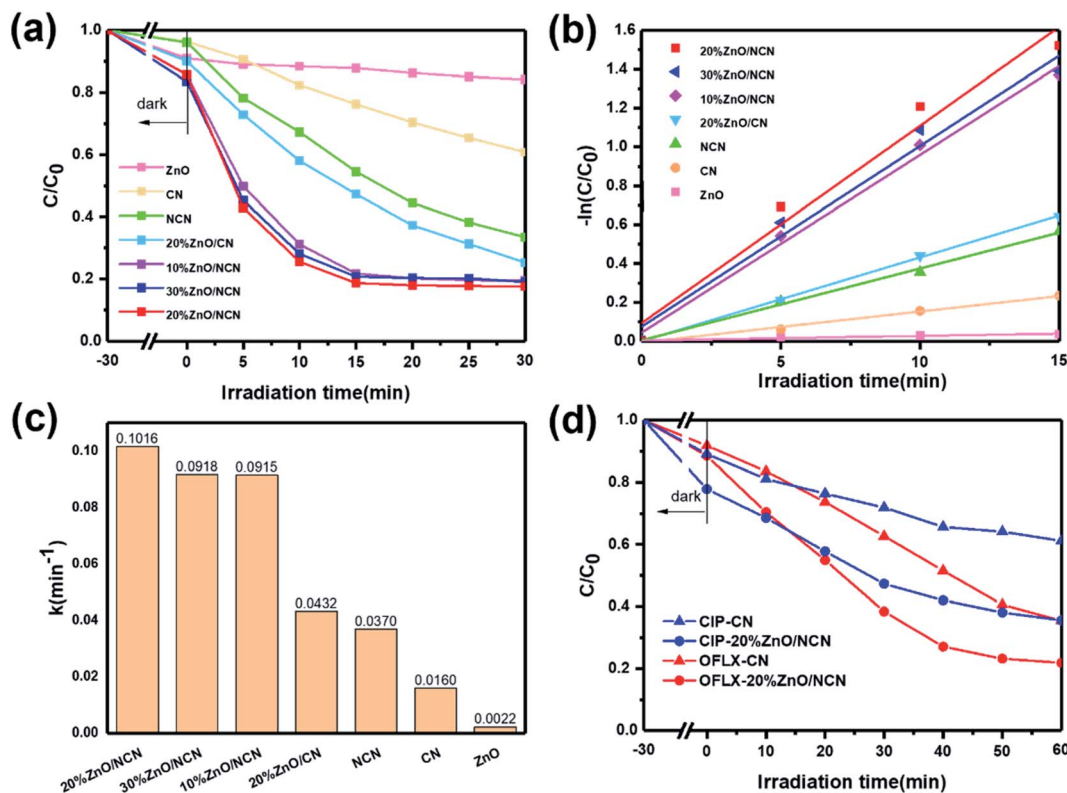 (a)
1.0
0.8
0.6
0.4
0.2
0.0
C/C0
dark
ZnO
CN
NCN
20%ZnO/CN
10%ZnO/NCN
30%ZnO/NCN
20%ZnO/NCN
-30 0 5 10 15 20 25 30
Irradiation time(min)
(b)
1.6
1.4
1.2
1.0
0.8
0.6
0.4
0.2
0.0
-ln(C/C0)
20%ZnO/NCN
30%ZnO/NCN
10%ZnO/NCN
20%ZnO/CN
NCN
CN
ZnO
0 5 10 15
Irradiation time(min)
(c)
0.10
0.08
0.06
0.04
0.02
0.00
k(min-1)
0.1016
0.0918
0.0915
0.0432
0.0370
0.0160
0.0022
20%ZnO/NCN
30%ZnO/NCN
10%ZnO/NCN
20%ZnO/CN
NCN
CN
ZnO
(d)
1.0
0.8
0.6
0.4
0.2
0.0
C/C0
dark
CIP-CN
CIP-20%ZnO/NCN
OFLX-CN
OFLX-20%ZnO/NCN
-30 0 10 20 30 40 50 60
Irradiation time(min)